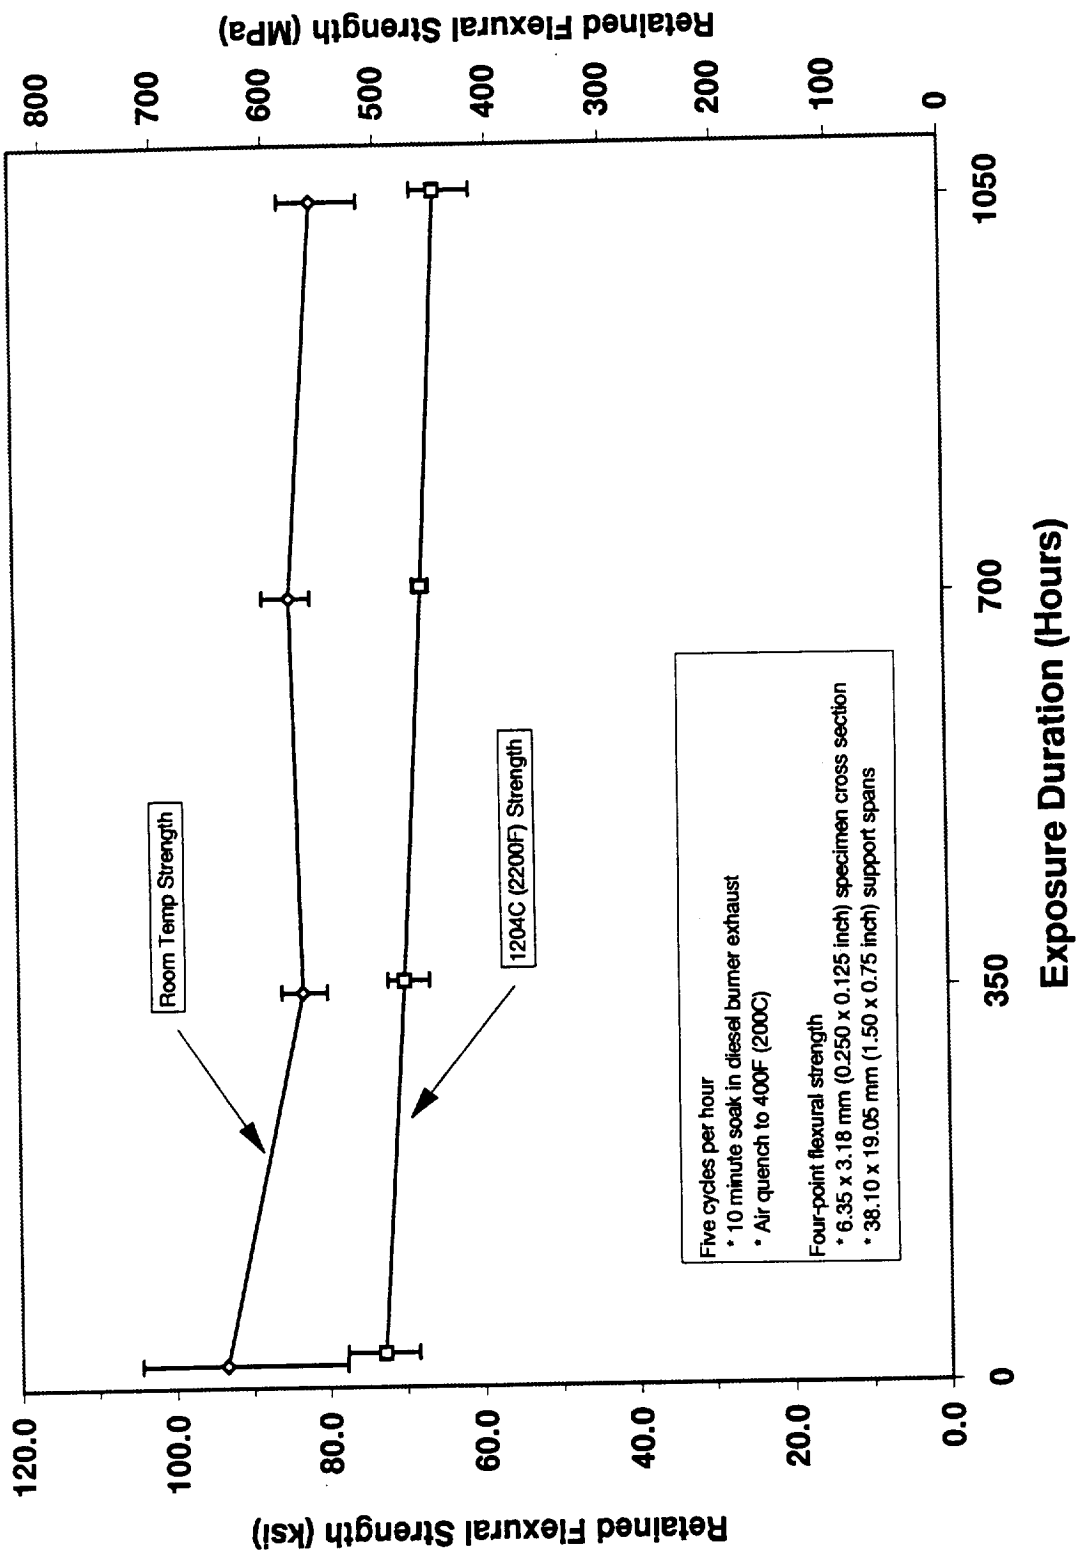 Retained Flexural Strength (MPa)
800
700
600
500
400
300
200
100
0
120.0
100.0
80.0
60.0
40.0
20.0
0.0
Retained Flexural Strength (ksi)
Room Temp Strength
1204C (2200F) Strength
Five cycles per hour
* 10 minute soak in diesel burner exhaust
* Air quench to 400F (200C)
Four-point flexural strength
* 6.35 x 3.18 mm (0.250 x 0.125 inch) specimen cross section
* 38.10 x 19.05 mm (1.50 x 0.75 inch) support spans
0
350
700
1050
Exposure Duration (Hours)